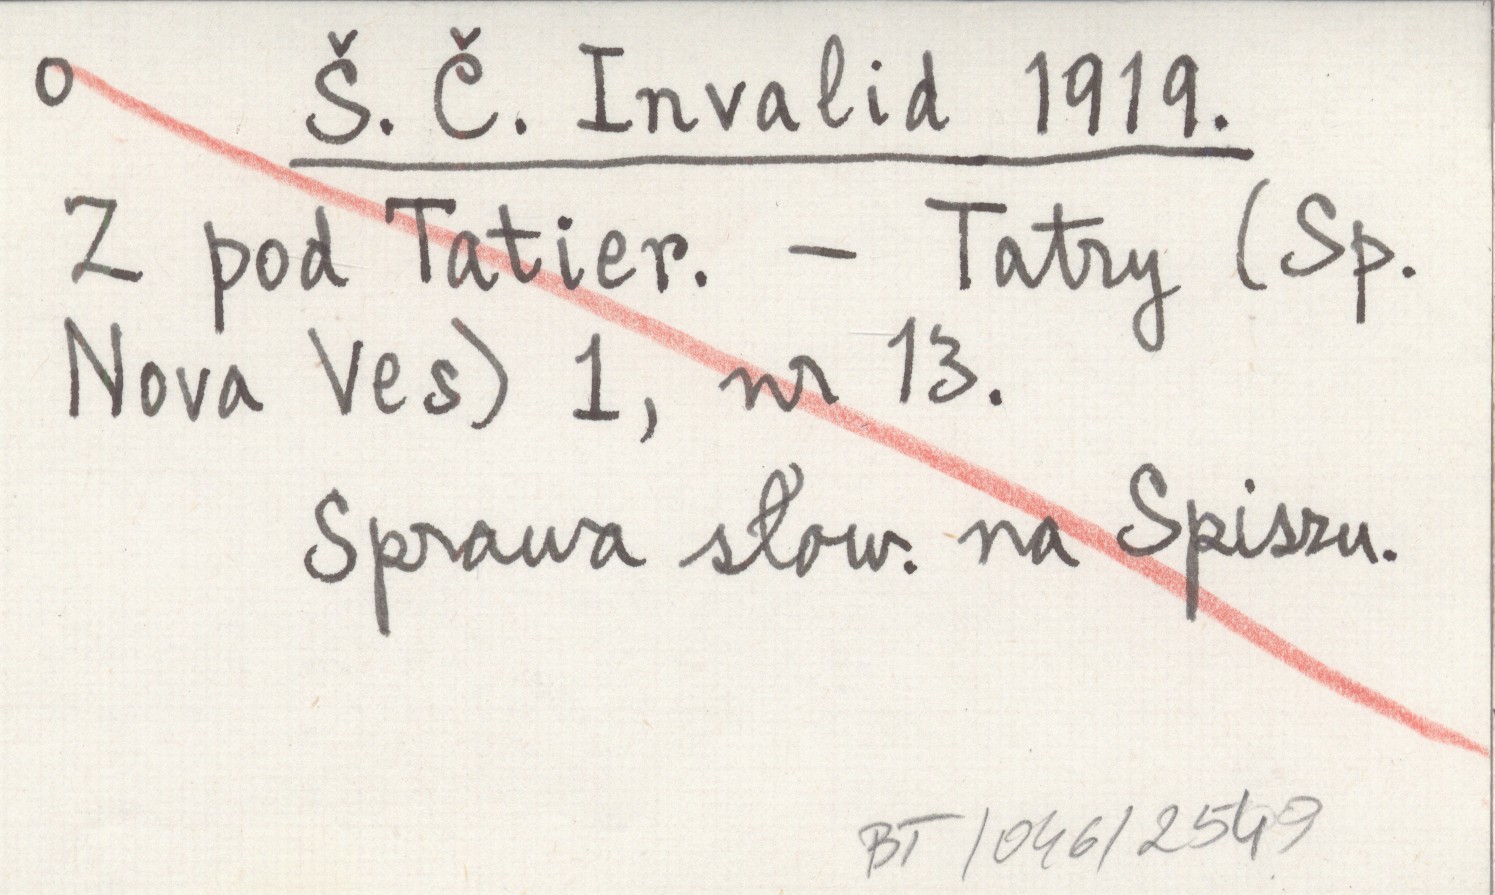 o Š. Č. Invalid 1919.
Z pod Tatier. – Tatry (Sp.
Nova Ves) 1, nr 13.
Sprawa słow. na Spiszu.
BT/046/2549